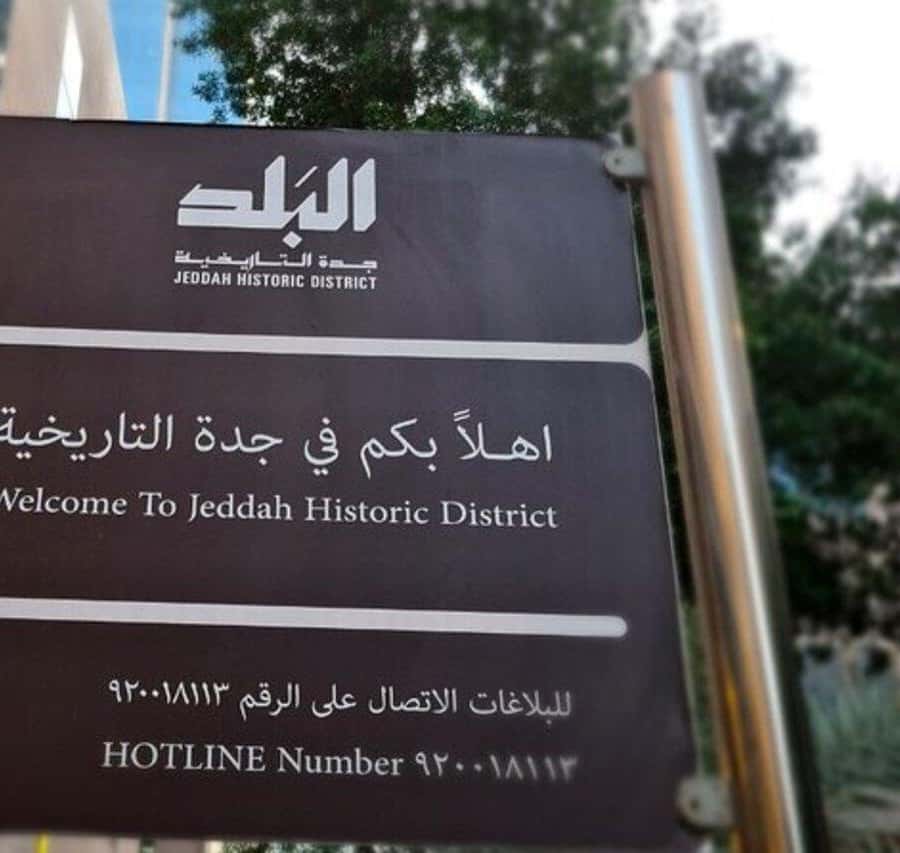 البَلد
جدة التاريخية
JEDDAH HISTORIC DISTRICT
اهـلاً بكم في جدة التاريخية
Welcome To Jeddah Historic District
للبلاغات الاتصال على الرقم ٩٢٠٠١٨١١٣
HOTLINE Number ٩٢٠٠١٨١١٣